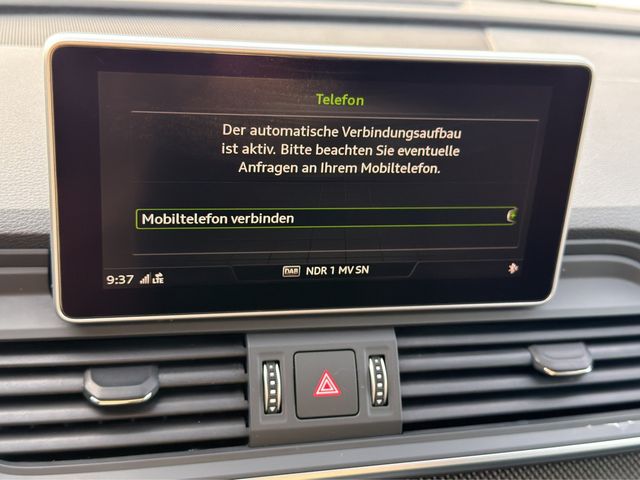 Telefon
Der automatische Verbindungsaufbau
ist aktiv. Bitte beachten Sie eventuelle
Anfragen an Ihrem Mobiltelefon.
Mobiltelefon verbinden
9:37 LTE DAB NDR 1 MV SN